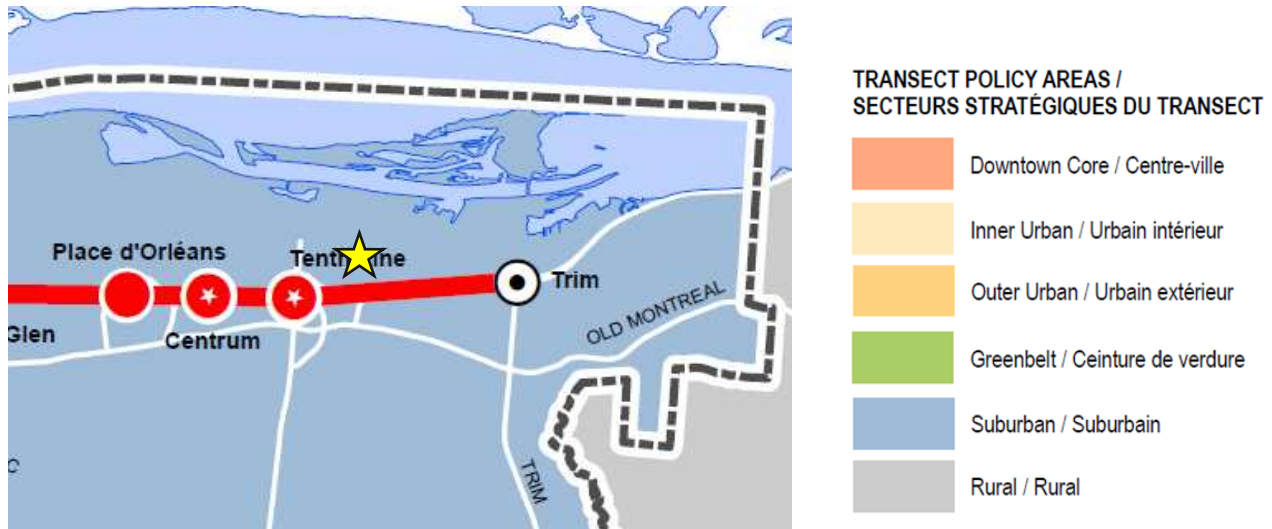 Place d'Orléans
Tenth Line
Trim
Glen
Centrum
OLD MONTREAL
TRIM
TRANSECT POLICY AREAS /
SECTEURS STRATÉGIQUES DU TRANSECT
Downtown Core / Centre-ville
Inner Urban / Urbain intérieur
Outer Urban / Urbain extérieur
Greenbelt / Ceinture de verdure
Suburban / Suburbain
Rural / Rural